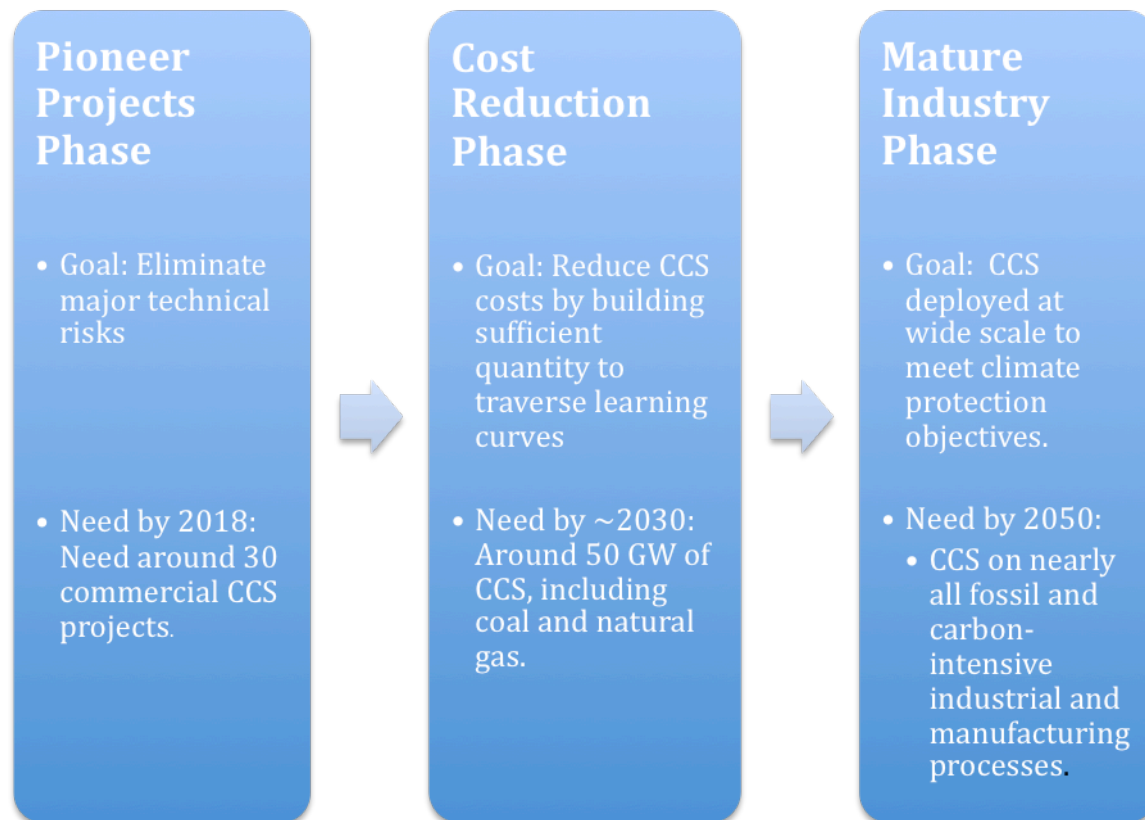 Pioneer
Projects
Phase
• Goal: Eliminate
major technical
risks
• Need by 2018:
Need around 30
commercial CCS
projects.
Cost
Reduction
Phase
• Goal: Reduce CCS
costs by building
sufficient
quantity to
traverse learning
curves
• Need by ~2030:
Around 50 GW of
CCS, including
coal and natural
gas.
Mature
Industry
Phase
• Goal: CCS
deployed at
wide scale to
meet climate
protection
objectives.
• Need by 2050:
• CCS on nearly
all fossil and
carbon-
intensive
industrial and
manufacturing
processes.